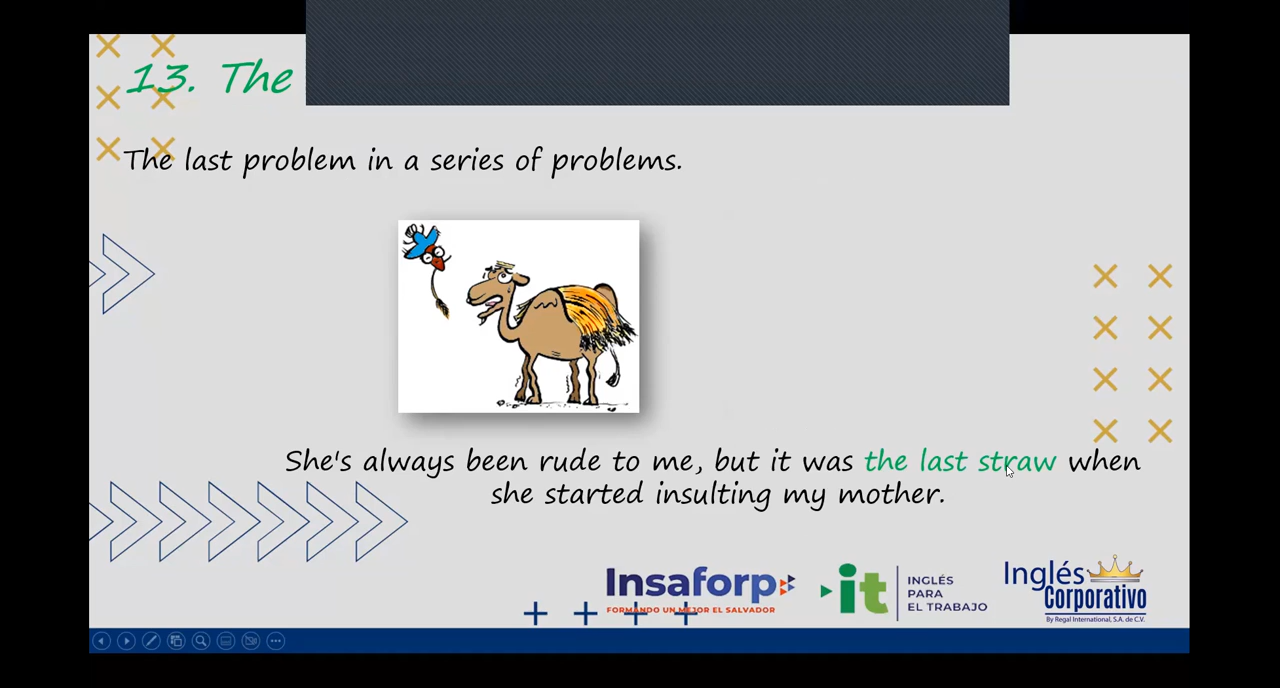 13. The
The last problem in a series of problems.
She's always been rude to me, but it was the last straw when
she started insulting my mother.
Insaforp
FORMANDO UN MEJOR EL SALVADOR
it
INGLÉS
PARA
EL TRABAJO
Inglés
Corporativo
By Regal International, S.A. de C.V.